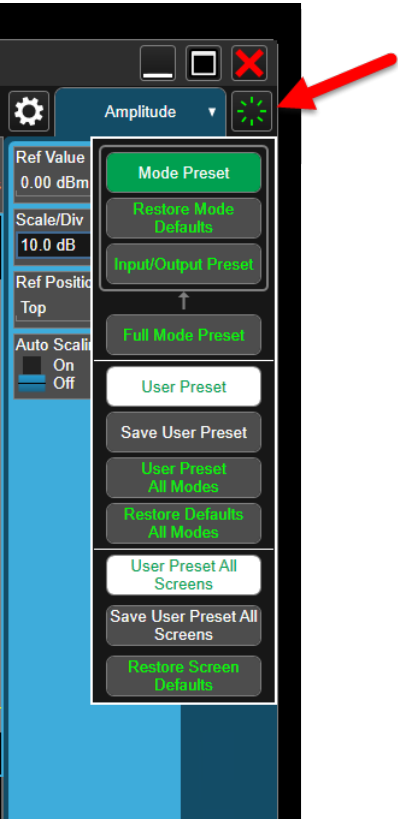 Amplitude
Ref Value
0.00 dBm
Scale/Div
10.0 dB
Ref Positio
Top
Auto Scalin
On
Off
Mode Preset
Restore Mode
Defaults
Input/Output Preset
Full Mode Preset
User Preset
Save User Preset
User Preset
All Modes
Restore Defaults
All Modes
User Preset All
Screens
Save User Preset All
Screens
Restore Screen
Defaults